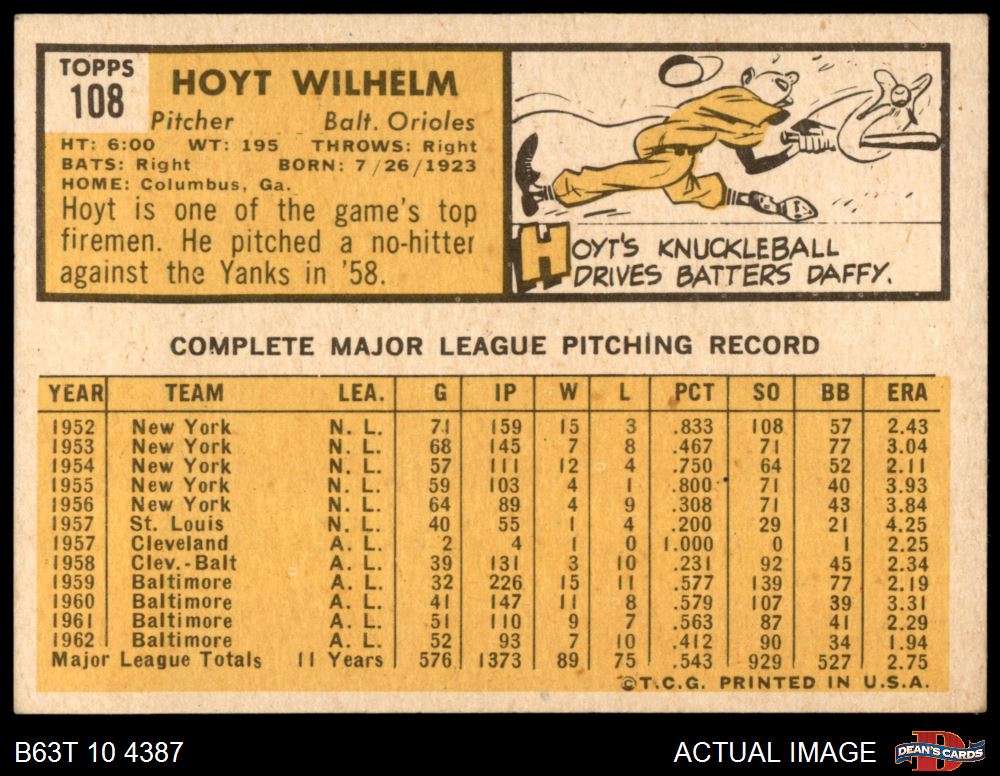 TOPPS
108
HOYT WILHELM
Pitcher Balt. Orioles
HT: 6:00 WT: 195 THROWS: Right
BATS: Right BORN: 7/26/1923
HOME: Columbus, Ga.
Hoyt is one of the game's top
firemen. He pitched a no-hitter
against the Yanks in '58.
HOYT'S KNUCKLEBALL
DRIVES BATTERS DAFFY.
COMPLETE MAJOR LEAGUE PITCHING RECORD
YEAR TEAM LEA. G IP W L PCT SO BB ERA
1952 New York N. L. 71 159 15 3 .833 108 57 2.43
1953 New York N. L. 68 145 7 8 .467 71 77 3.04
1954 New York N. L. 57 111 12 4 .750 64 52 2.11
1955 New York N. L. 59 103 4 1 .800 71 40 3.93
1956 New York N. L. 64 89 4 9 .308 71 43 3.84
1957 St. Louis N. L. 40 55 1 4 .200 29 21 4.25
1957 Cleveland A. L. 2 4 1 0 1.000 0 1 2.25
1958 Clev.-Balt A. L. 39 131 3 10 .231 92 45 2.34
1959 Baltimore A. L. 32 226 15 11 .577 139 77 2.19
1960 Baltimore A. L. 41 147 11 8 .579 107 39 3.31
1961 Baltimore A. L. 51 110 9 7 .563 87 41 2.29
1962 Baltimore A. L. 52 93 7 10 .412 90 34 1.94
Major League Totals 11 Years 576 1373 89 75 .543 929 527 2.75
©T.C.G. PRINTED IN U.S.A.
B63T 10 4387 ACTUAL IMAGE DEAN'S CARDS